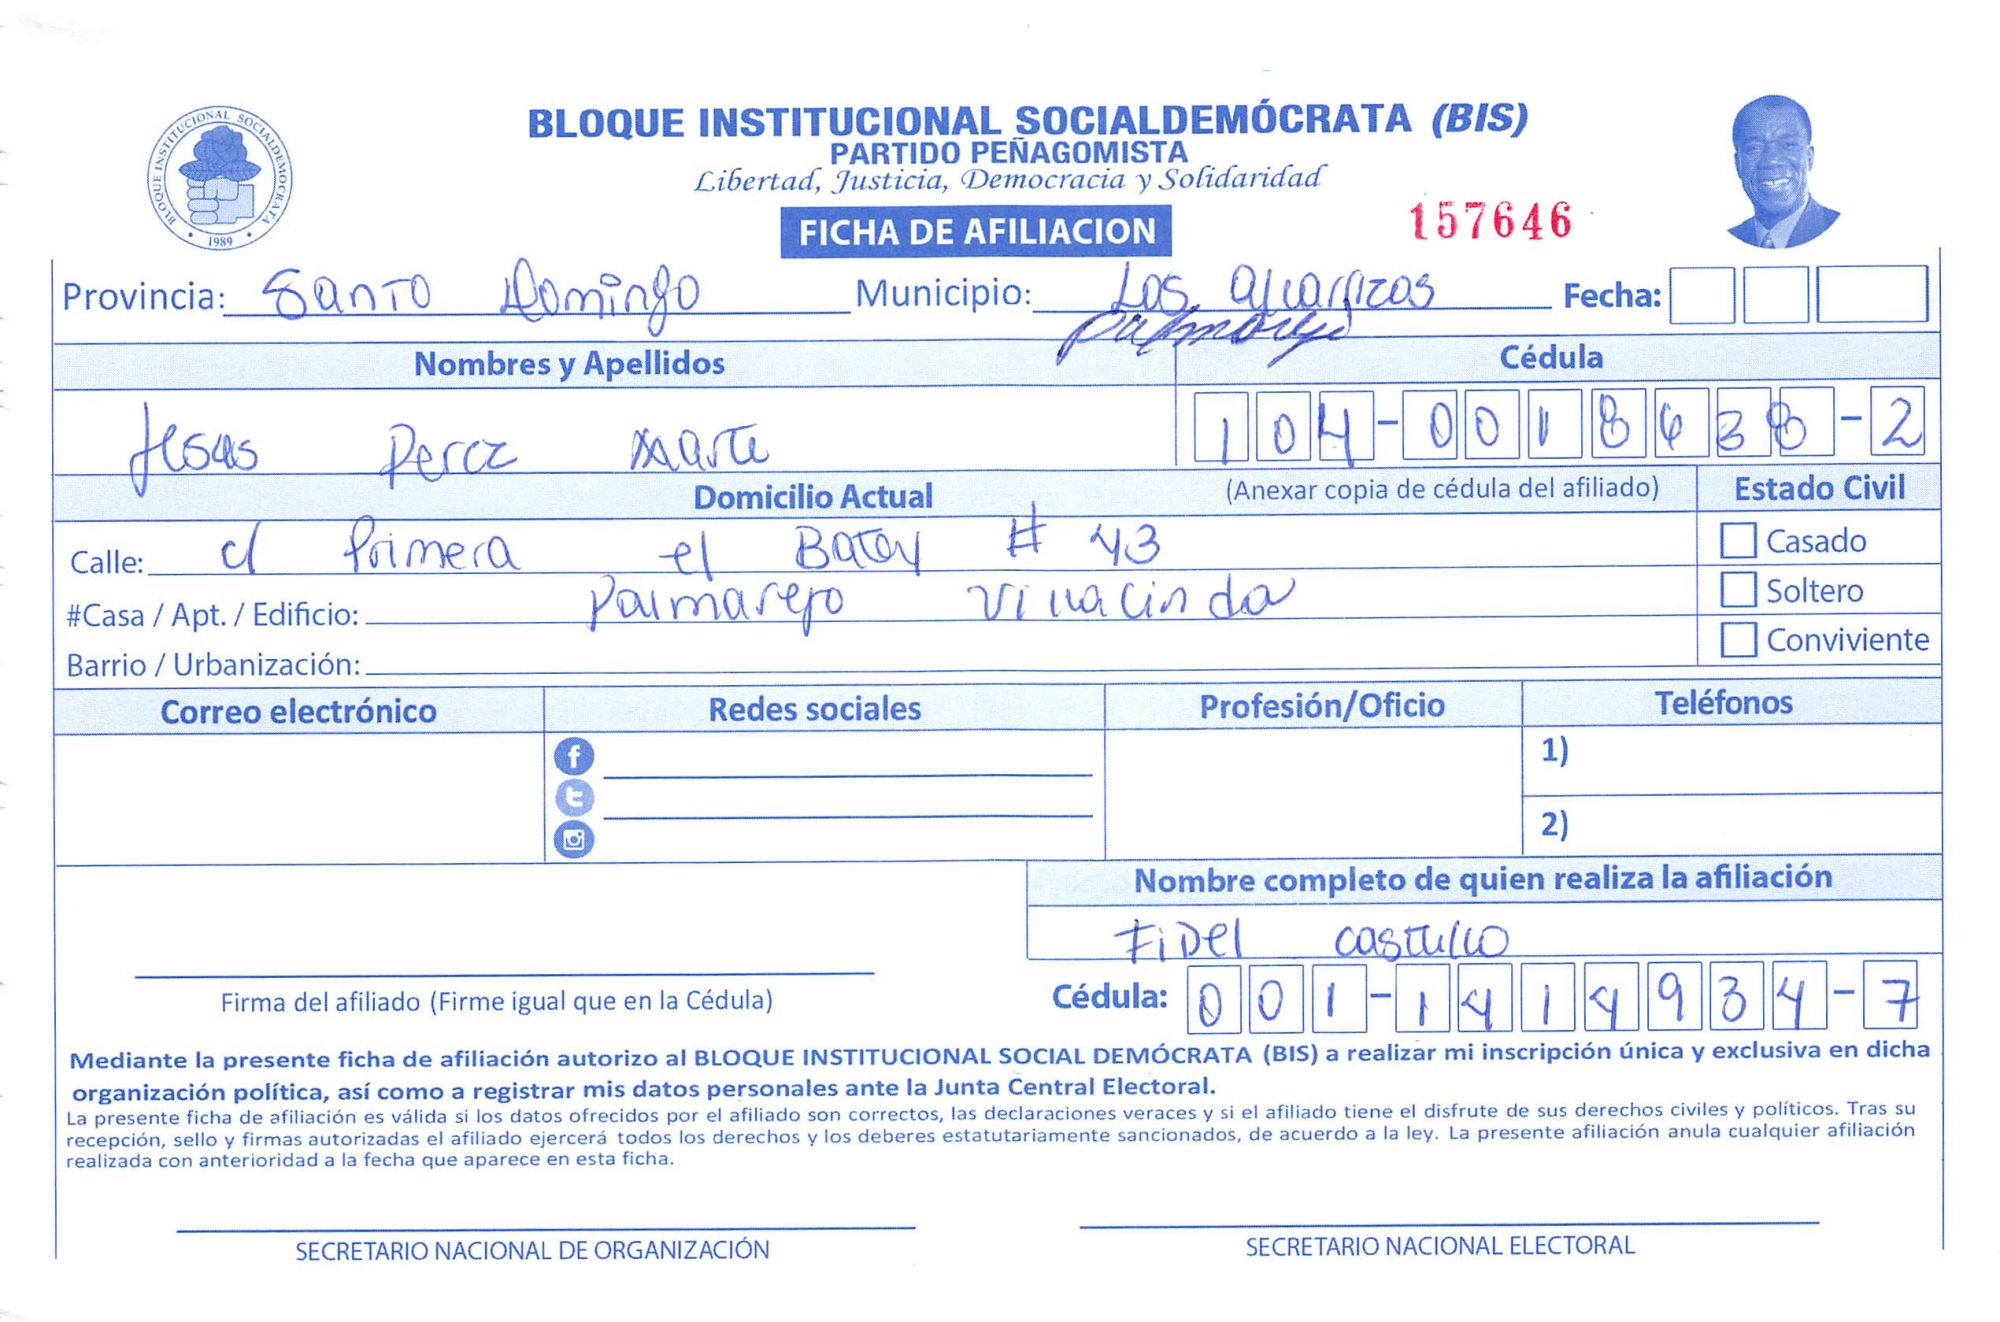 BLOQUE INSTITUCIONAL SOCIALDEMOCRATA
1989
BLOQUE INSTITUCIONAL SOCIALDEMÓCRATA (BIS)
PARTIDO PEÑAGOMISTA
Libertad, Justicia, Democracia y Solidaridad
FICHA DE AFILIACION
157646
Provincia: Santo Domingo Municipio: Los alcarrizos Fecha:
palmarejo
Nombres y Apellidos Cédula
Jesus Perez Marte 104-0018638-2
Domicilio Actual (Anexar copia de cédula del afiliado) Estado Civil
Calle: c/ Primera el Batey # 43 Casado
#Casa / Apt. / Edificio: Palmarejo Villa Linda Soltero
Barrio / Urbanización: Conviviente
Correo electrónico Redes sociales Profesión/Oficio Teléfonos
1)
2)
Nombre completo de quien realiza la afiliación
Fidel castillo
Firma del afiliado (Firme igual que en la Cédula) Cédula: 001-1414934-7
Mediante la presente ficha de afiliación autorizo al BLOQUE INSTITUCIONAL SOCIAL DEMÓCRATA (BIS) a realizar mi inscripción única y exclusiva en dicha
organización política, así como a registrar mis datos personales ante la Junta Central Electoral.
La presente ficha de afiliación es válida si los datos ofrecidos por el afiliado son correctos, las declaraciones veraces y si el afiliado tiene el disfrute de sus derechos civiles y políticos. Tras su
recepción, sello y firmas autorizadas el afiliado ejercerá todos los derechos y los deberes estatutariamente sancionados, de acuerdo a la ley. La presente afiliación anula cualquier afiliación
realizada con anterioridad a la fecha que aparece en esta ficha.
SECRETARIO NACIONAL DE ORGANIZACIÓN SECRETARIO NACIONAL ELECTORAL